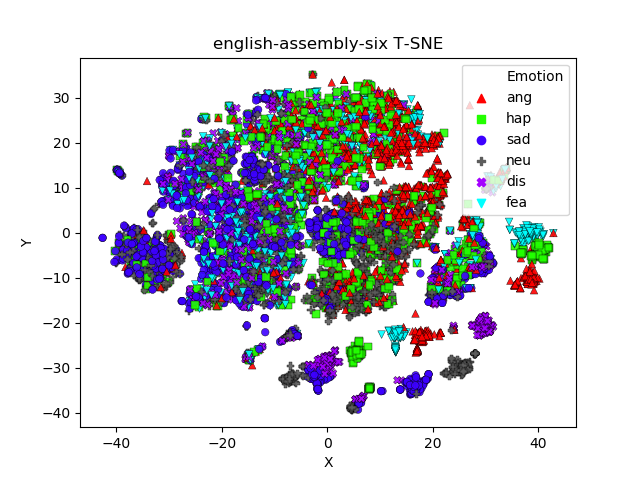 english-assembly-six T-SNE
Emotion
ang
hap
sad
neu
dis
fea
30
20
10
0
−10
−20
−30
−40
Y
−40 −20 0 20 40
X